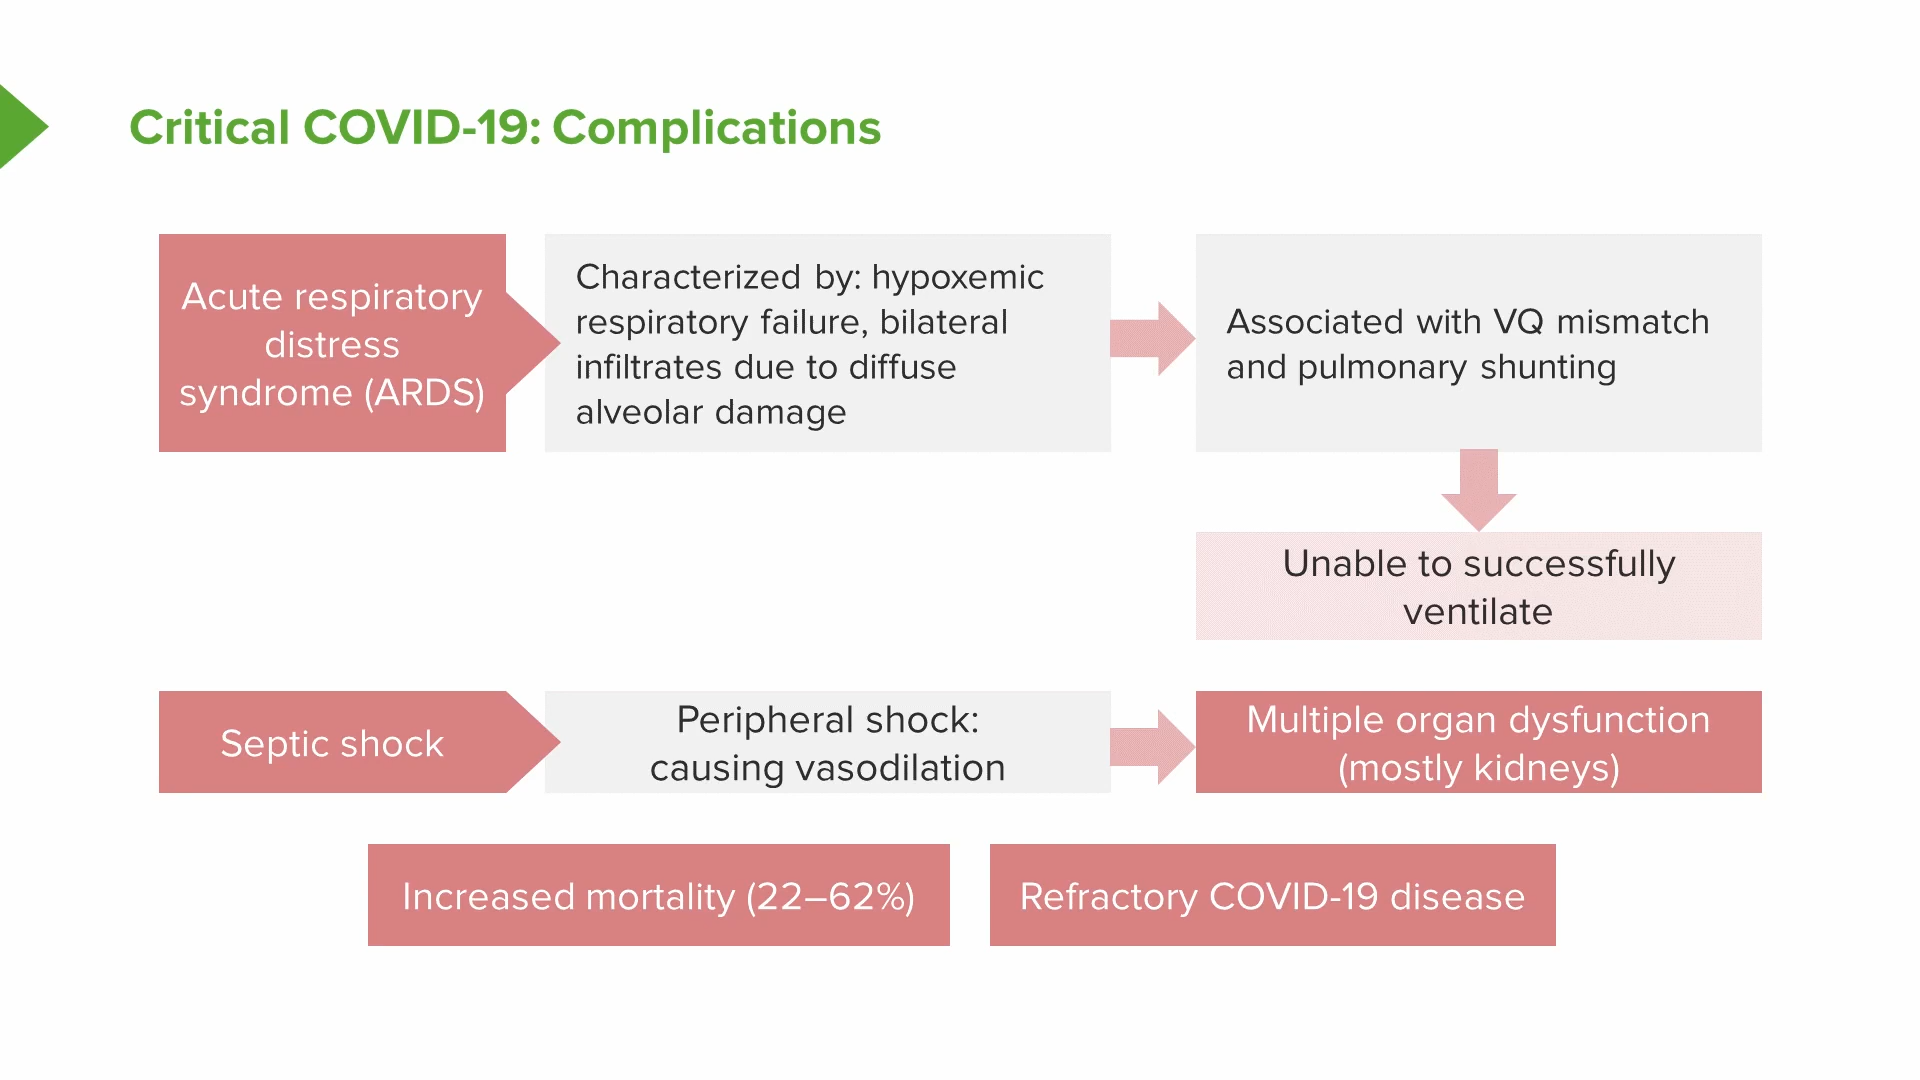 Critical COVID-19: Complications
Acute respiratory
distress
syndrome (ARDS)
Characterized by: hypoxemic
respiratory failure, bilateral
infiltrates due to diffuse
alveolar damage
Associated with VQ mismatch
and pulmonary shunting
Unable to successfully
ventilate
Septic shock
Peripheral shock:
causing vasodilation
Multiple organ dysfunction
(mostly kidneys)
Increased mortality (22–62%)
Refractory COVID-19 disease